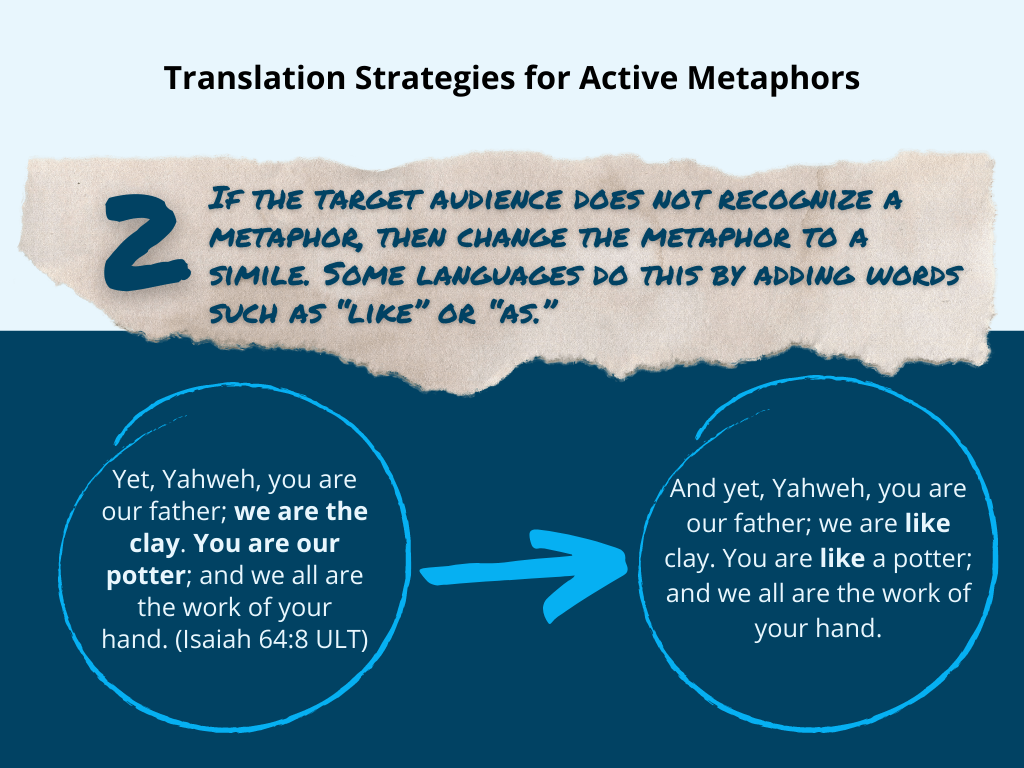 Translation Strategies for Active Metaphors
2
If the target audience does not recognize a
metaphor, then change the metaphor to a
simile. Some languages do this by adding words
such as “like” or “as.”
Yet, Yahweh, you are
our father; we are the
clay. You are our
potter; and we all are
the work of your
hand. (Isaiah 64:8 ULT)
And yet, Yahweh, you are
our father; we are like
clay. You are like a potter;
and we all are the work of
your hand.